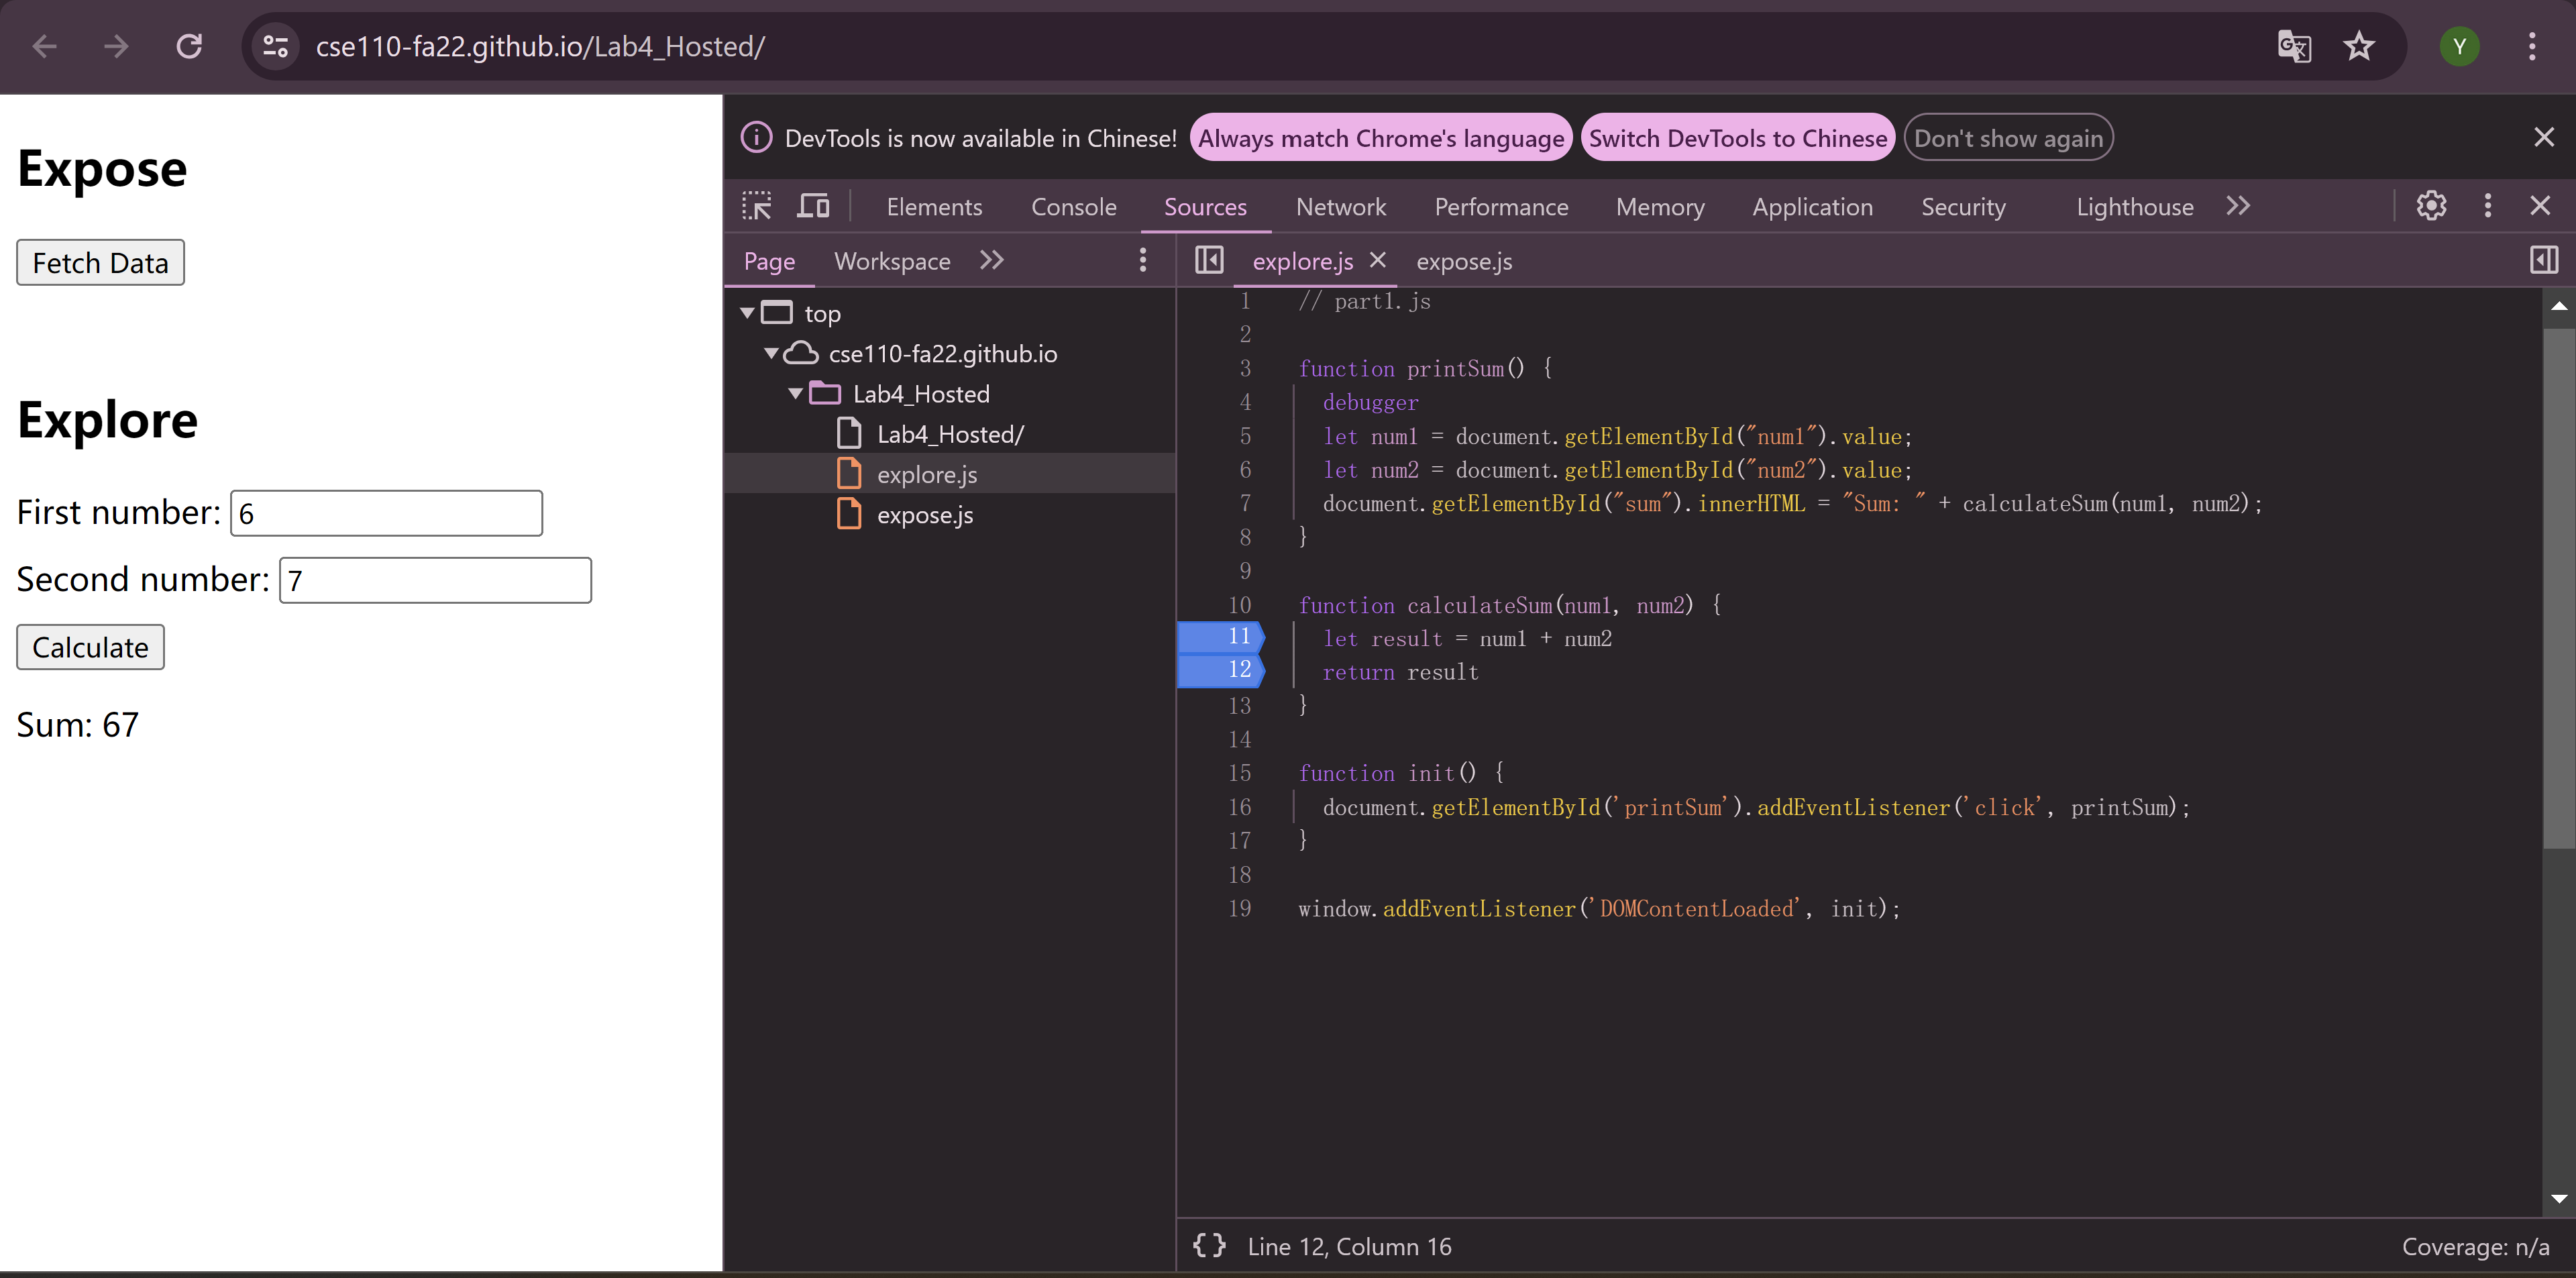 cse110-fa22.github.io/Lab4_Hosted/
Y
Expose
Fetch Data
Explore
First number: 6
Second number: 7
Calculate
Sum: 67
DevTools is now available in Chinese! Always match Chrome's language Switch DevTools to Chinese Don't show again
Elements Console Sources Network Performance Memory Application Security Lighthouse
Page Workspace
top
cse110-fa22.github.io
Lab4_Hosted
Lab4_Hosted/
explore.js
expose.js
explore.js expose.js
1 // part1.js
2
3 function printSum() {
4 debugger
5 let num1 = document.getElementById("num1").value;
6 let num2 = document.getElementById("num2").value;
7 document.getElementById("sum").innerHTML = "Sum: " + calculateSum(num1, num2);
8 }
9
10 function calculateSum(num1, num2) {
11 let result = num1 + num2
12 return result
13 }
14
15 function init() {
16 document.getElementById('printSum').addEventListener('click', printSum);
17 }
18
19 window.addEventListener('DOMContentLoaded', init);
{} Line 12, Column 16 Coverage: n/a